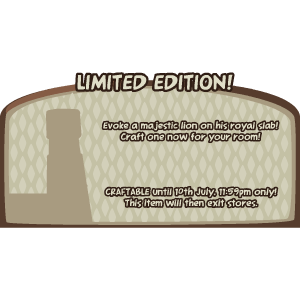 LIMITED EDITION!
Evoke a majestic lion on his royal slab!
Craft one now for your room!
CRAFTABLE until 10th July, 11:59pm only!
This item will then exit stores.